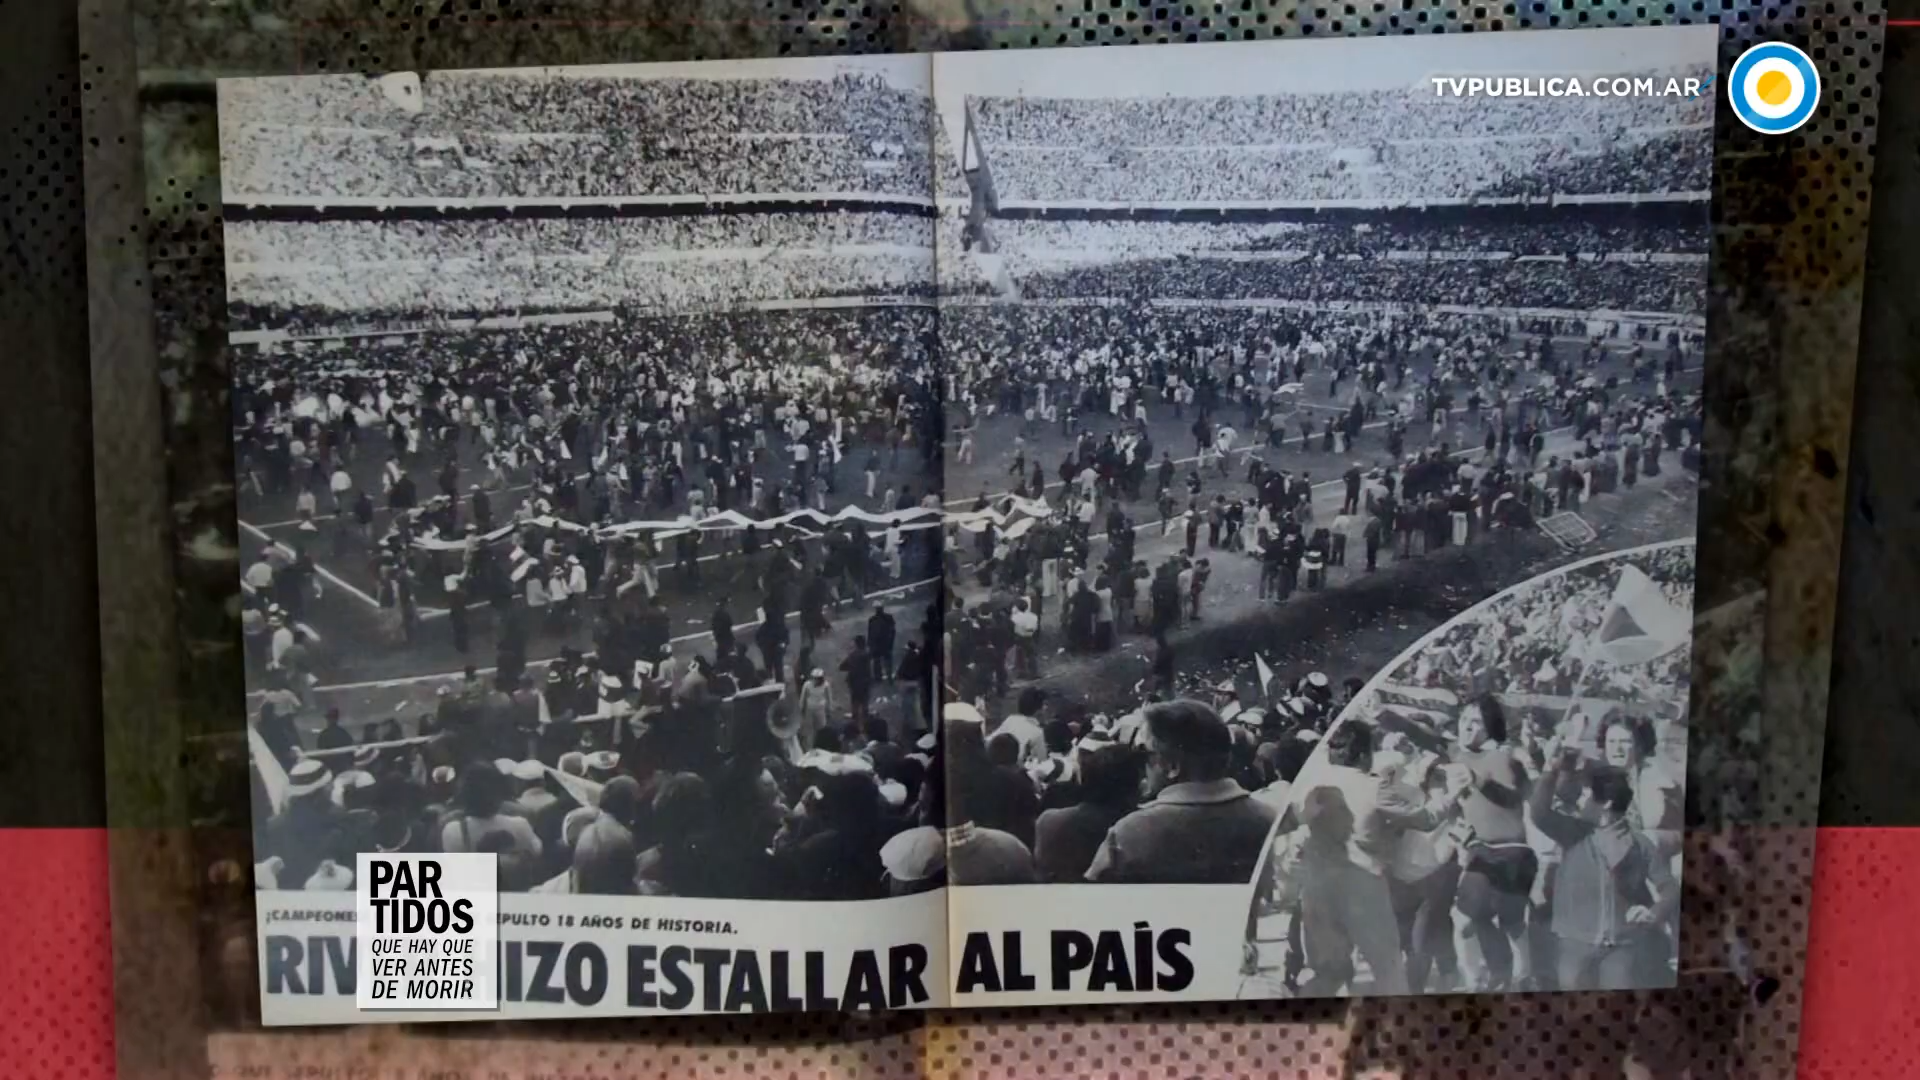 TVPUBLICA.COM.AR
¡CAMPEONES EPULTO 18 AÑOS DE HISTORIA.
RIV HIZO ESTALLAR AL PAÍS
PAR
TIDOS
QUE HAY QUE
VER ANTES
DE MORIR